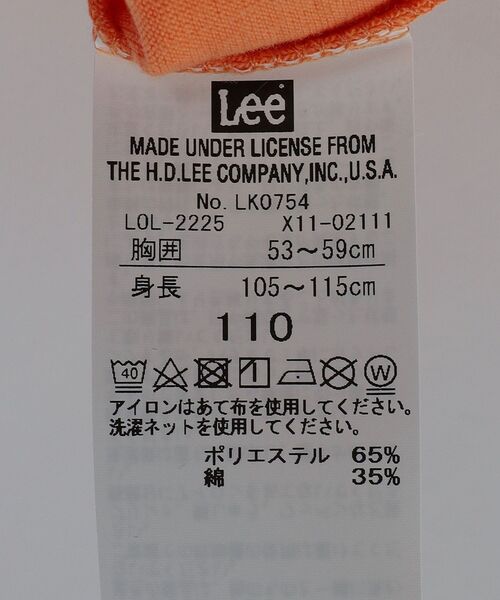 Lee
MADE UNDER LICENSE FROM
THE H.D.LEE COMPANY,INC.,U.S.A.
No. LK0754
LOL-2225 X11-02111
胸囲 53～59cm
身長 105～115cm
110
40 W
アイロンはあて布を使用してください。
洗濯ネットを使用してください。
ポリエステル 65%
綿 35%